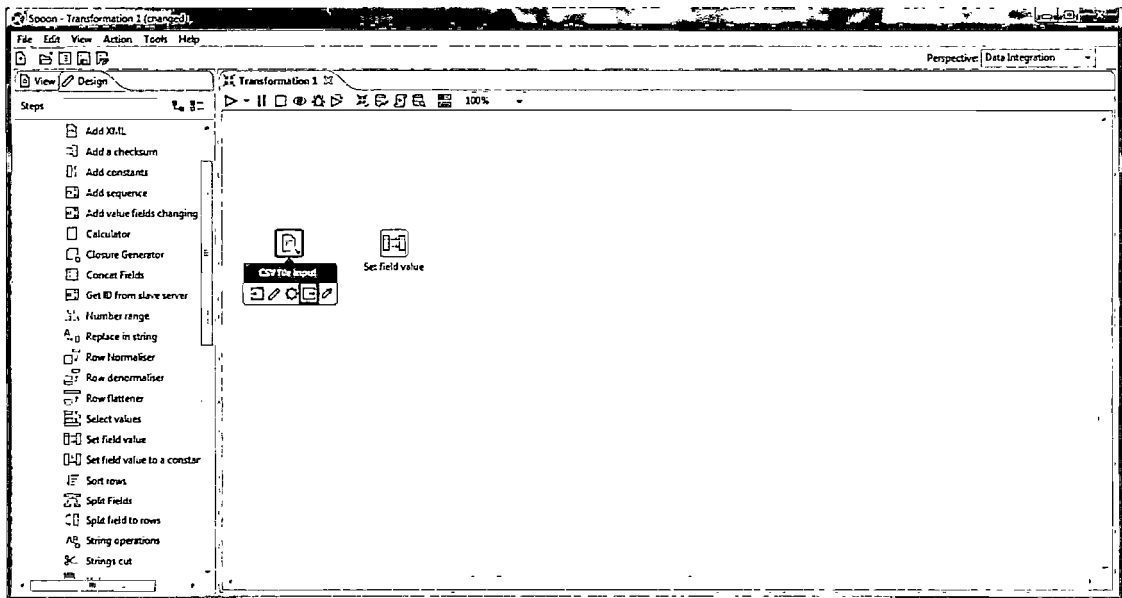 Spoon - Transformation 1 (changed)
File Edit View Action Tools Help
Perspective: Data Integration
View Design
Transformation 1
Steps
100%
Add XML
Add a checksum
Add constants
Add sequence
Add value fields changing
Calculator
Closure Generator
Concat Fields
Get ID from slave server
Number range
Replace in string
Row Normaliser
Row denormaliser
Row flattener
Select values
Set field value
Set field value to a constan
Sort rows
Split Fields
Split field to rows
String operations
Strings cut
CSV file input
Set field value